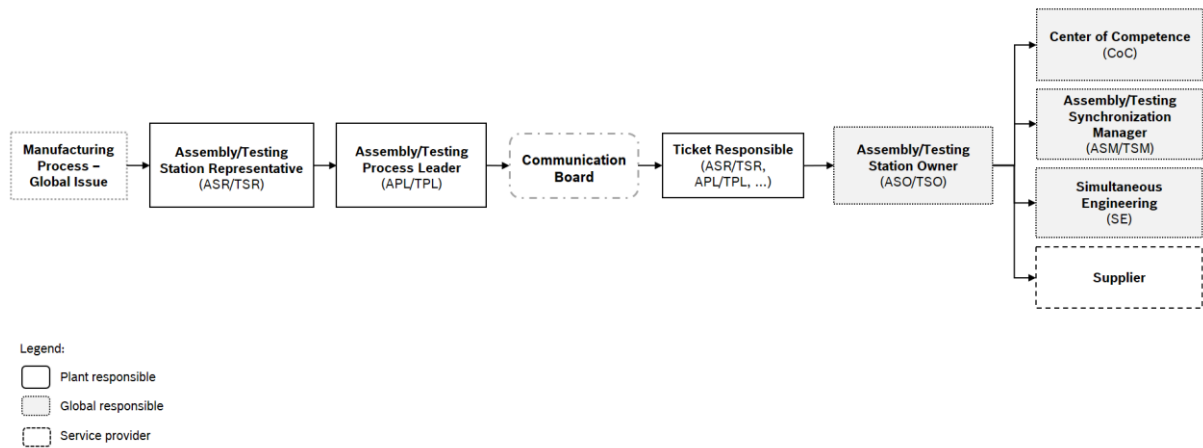 Manufacturing
Process –
Global Issue
Assembly/Testing
Station Representative
(ASR/TSR)
Assembly/Testing
Process Leader
(APL/TPL)
Communication
Board
Ticket Responsible
(ASR/TSR,
APL/TPL, ...)
Assembly/Testing
Station Owner
(ASO/TSO)
Center of Competence
(CoC)
Assembly/Testing
Synchronization
Manager
(ASM/TSM)
Simultaneous
Engineering
(SE)
Supplier
Legend:
Plant responsible
Global responsible
Service provider